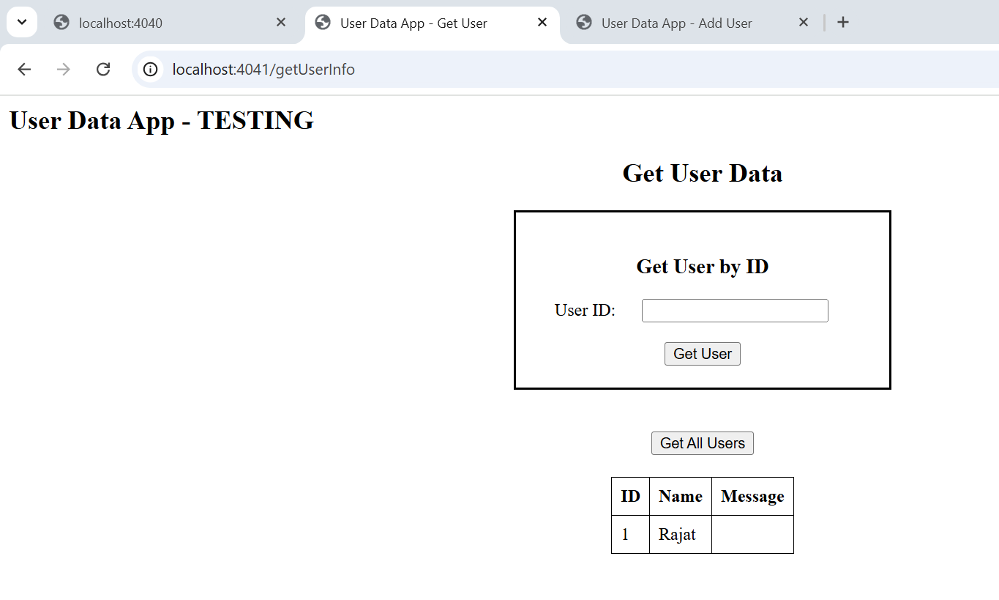 localhost:4040
User Data App - Get User
User Data App - Add User
localhost:4041/getUserInfo
User Data App - TESTING
Get User Data
Get User by ID
User ID:
Get User
Get All Users
ID Name Message
1 Rajat